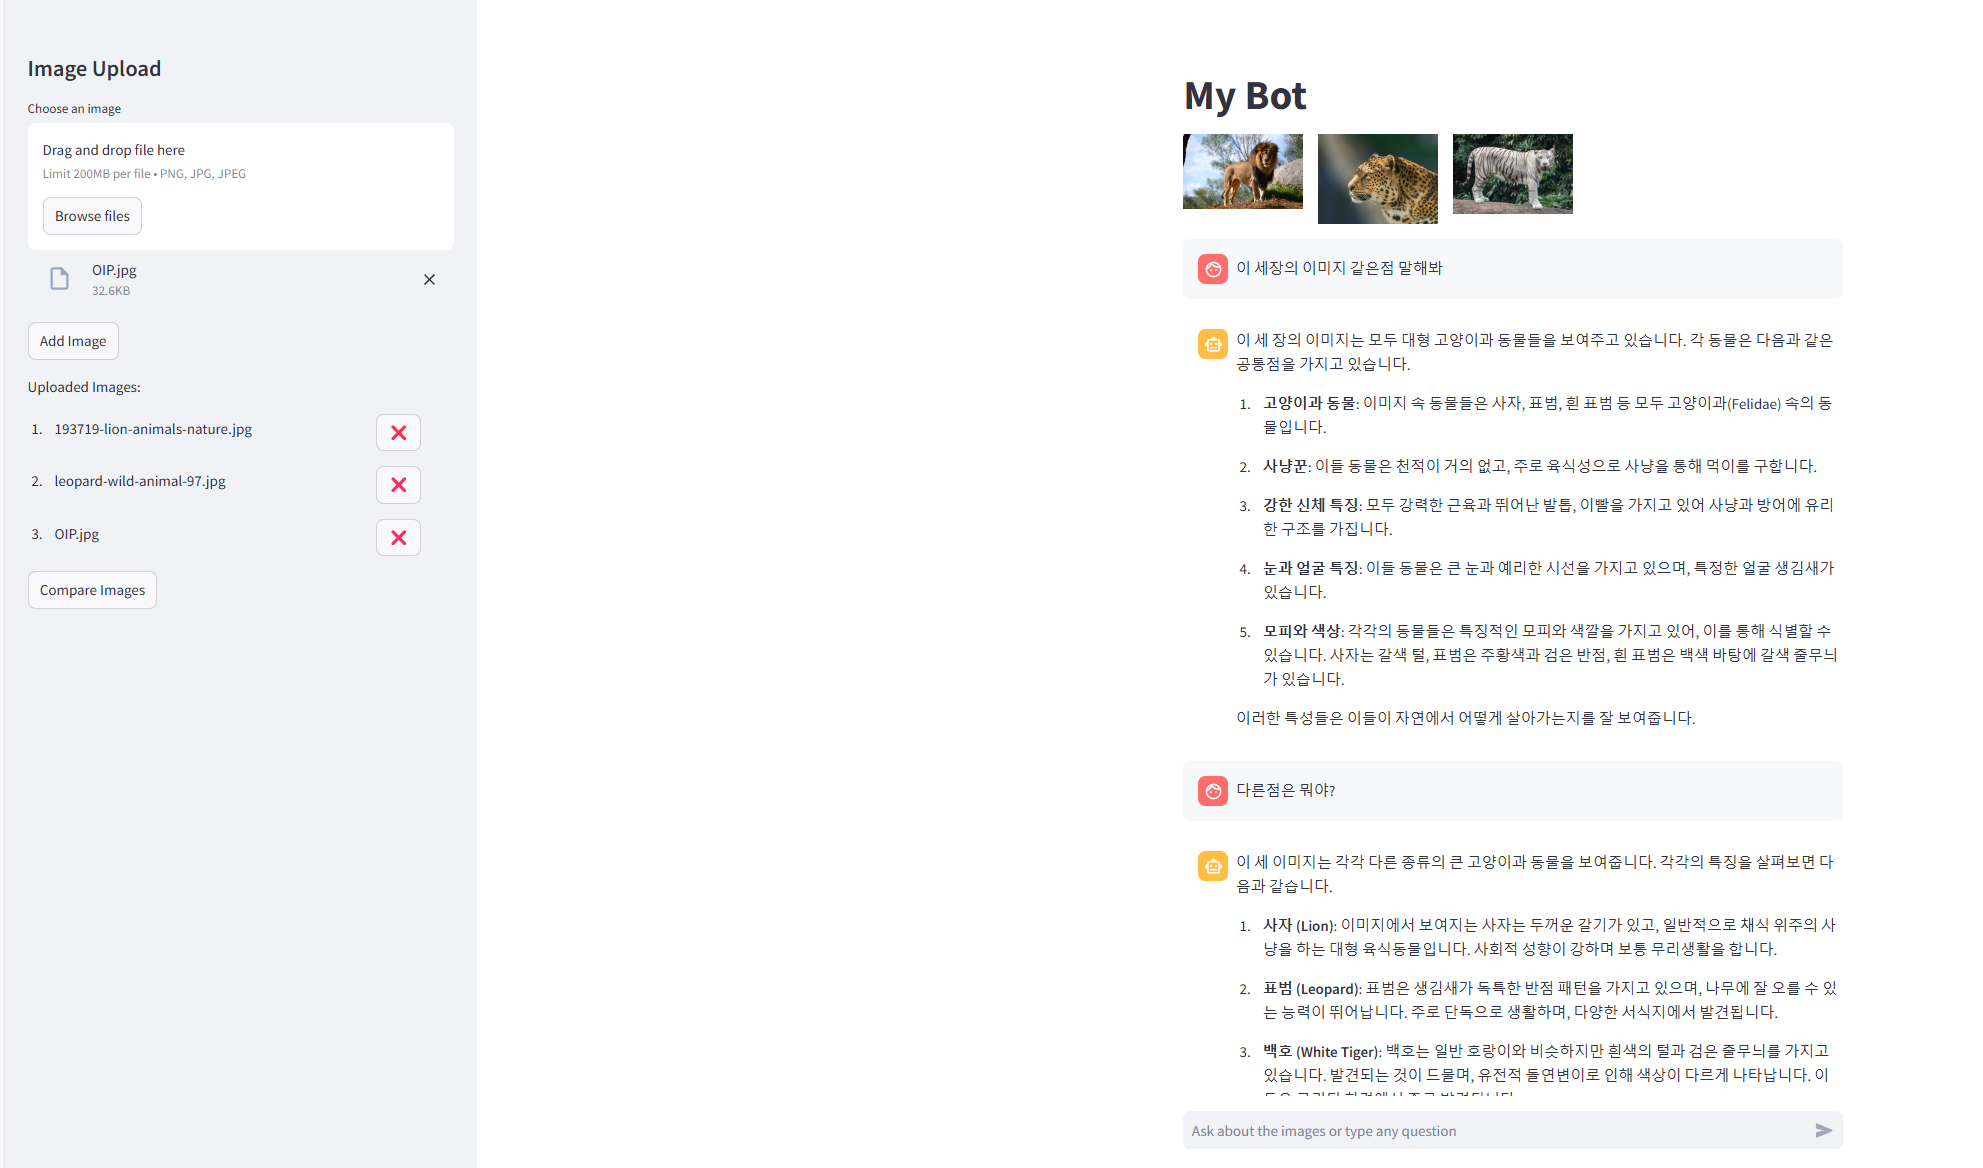 Image Upload
Choose an image
Drag and drop file here
Limit 200MB per file • PNG, JPG, JPEG
Browse files
OIP.jpg
32.6KB
Add Image
Uploaded Images:
1. 193719-lion-animals-nature.jpg
2. leopard-wild-animal-97.jpg
3. OIP.jpg
Compare Images
My Bot
이 세장의 이미지 같은점 말해봐
이 세 장의 이미지는 모두 대형 고양이과 동물들을 보여주고 있습니다. 각 동물은 다음과 같은
공통점을 가지고 있습니다.
1. 고양이과 동물: 이미지 속 동물들은 사자, 표범, 흰 표범 등 모두 고양이과(Felidae) 속의 동
물입니다.
2. 사냥꾼: 이들 동물은 천적이 거의 없고, 주로 육식성으로 사냥을 통해 먹이를 구합니다.
3. 강한 신체 특징: 모두 강력한 근육과 뛰어난 발톱, 이빨을 가지고 있어 사냥과 방어에 유리
한 구조를 가집니다.
4. 눈과 얼굴 특징: 이들 동물은 큰 눈과 예리한 시선을 가지고 있으며, 특정한 얼굴 생김새가
있습니다.
5. 모피와 색상: 각각의 동물들은 특징적인 모피와 색깔을 가지고 있어, 이를 통해 식별할 수
있습니다. 사자는 갈색 털, 표범은 주황색과 검은 반점, 흰 표범은 백색 바탕에 갈색 줄무늬
가 있습니다.
이러한 특성들은 이들이 자연에서 어떻게 살아가는지를 잘 보여줍니다.
다른점은 뭐야?
이 세 이미지는 각각 다른 종류의 큰 고양이과 동물을 보여줍니다. 각각의 특징을 살펴보면 다
음과 같습니다.
1. 사자 (Lion): 이미지에서 보여지는 사자는 두꺼운 갈기가 있고, 일반적으로 채식 위주의 사
냥을 하는 대형 육식동물입니다. 사회적 성향이 강하며 보통 무리생활을 합니다.
2. 표범 (Leopard): 표범은 생김새가 독특한 반점 패턴을 가지고 있으며, 나무에 잘 오를 수 있
는 능력이 뛰어납니다. 주로 단독으로 생활하며, 다양한 서식지에서 발견됩니다.
3. 백호 (White Tiger): 백호는 일반 호랑이와 비슷하지만 흰색의 털과 검은 줄무늬를 가지고
있습니다. 발견되는 것이 드물며, 유전적 돌연변이로 인해 색상이 다르게 나타납니다. 이
Ask about the images or type any question